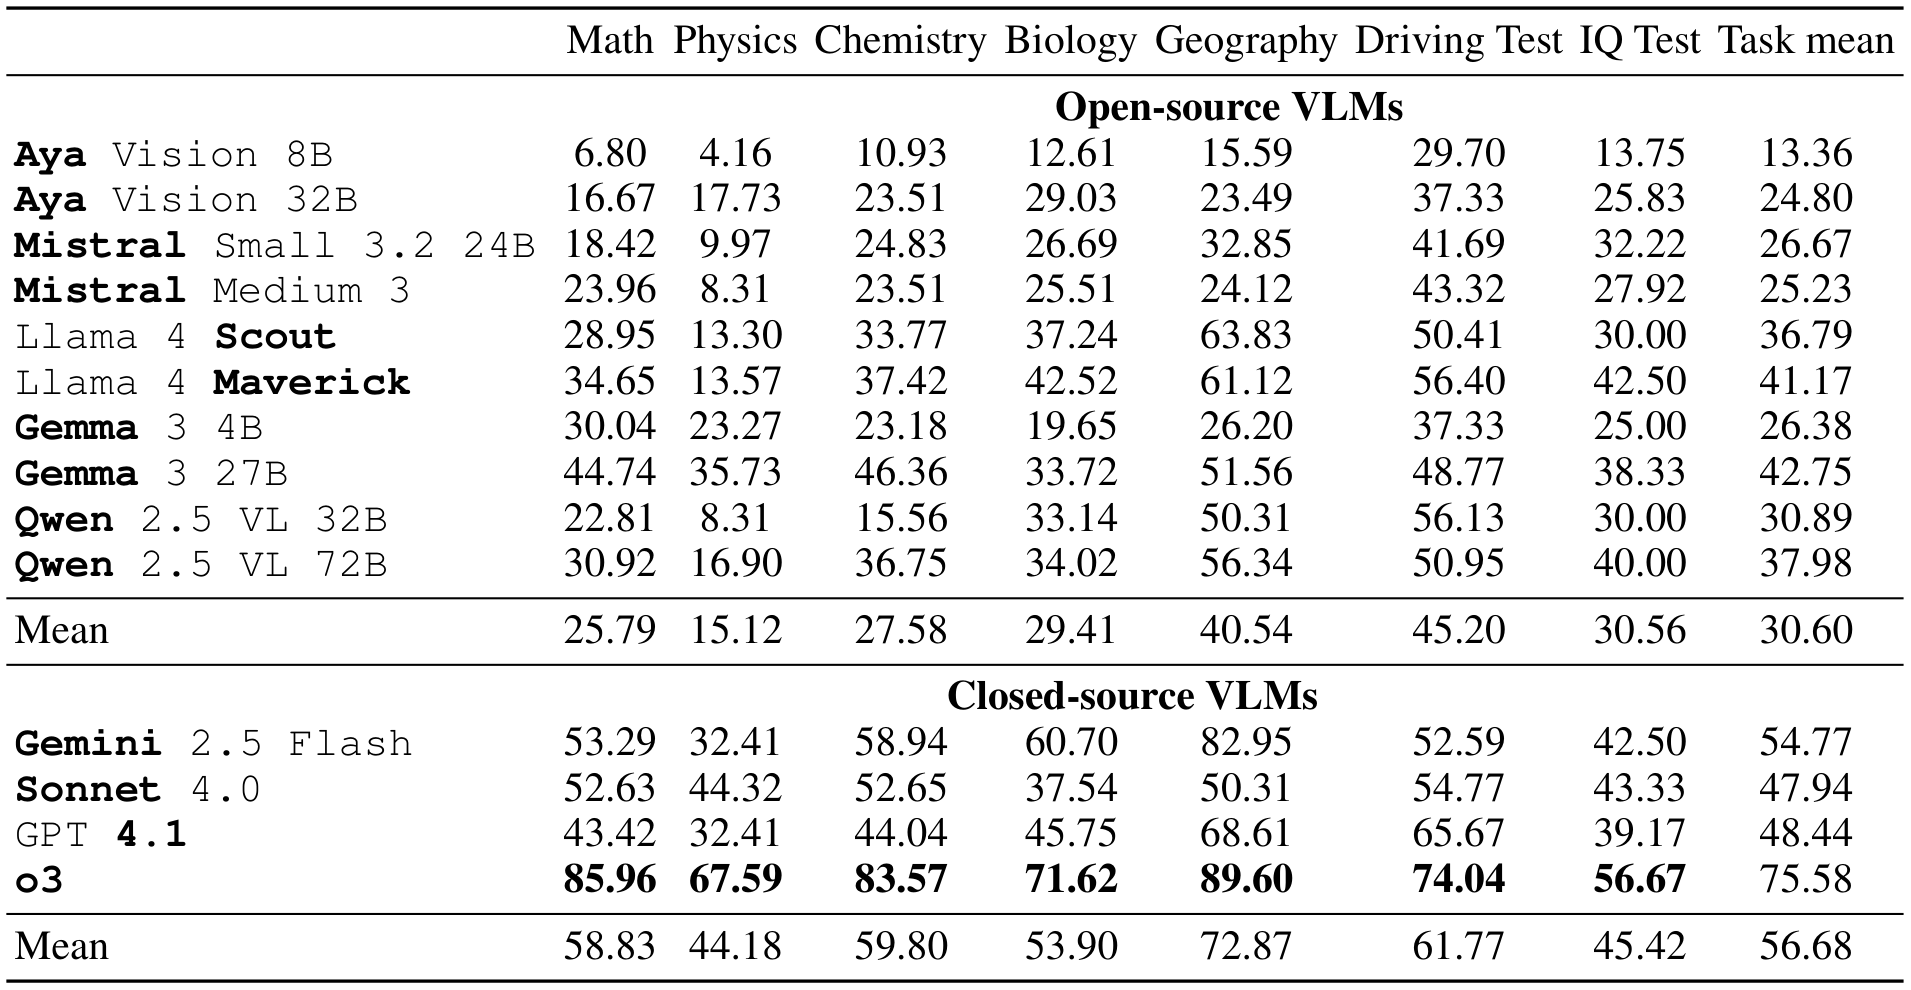 Math Physics Chemistry Biology Geography Driving Test IQ Test Task mean
Open-source VLMs
Aya Vision 8B 6.80 4.16 10.93 12.61 15.59 29.70 13.75 13.36
Aya Vision 32B 16.67 17.73 23.51 29.03 23.49 37.33 25.83 24.80
Mistral Small 3.2 24B 18.42 9.97 24.83 26.69 32.85 41.69 32.22 26.67
Mistral Medium 3 23.96 8.31 23.51 25.51 24.12 43.32 27.92 25.23
Llama 4 Scout 28.95 13.30 33.77 37.24 63.83 50.41 30.00 36.79
Llama 4 Maverick 34.65 13.57 37.42 42.52 61.12 56.40 42.50 41.17
Gemma 3 4B 30.04 23.27 23.18 19.65 26.20 37.33 25.00 26.38
Gemma 3 27B 44.74 35.73 46.36 33.72 51.56 48.77 38.33 42.75
Qwen 2.5 VL 32B 22.81 8.31 15.56 33.14 50.31 56.13 30.00 30.89
Qwen 2.5 VL 72B 30.92 16.90 36.75 34.02 56.34 50.95 40.00 37.98
Mean 25.79 15.12 27.58 29.41 40.54 45.20 30.56 30.60
Closed-source VLMs
Gemini 2.5 Flash 53.29 32.41 58.94 60.70 82.95 52.59 42.50 54.77
Sonnet 4.0 52.63 44.32 52.65 37.54 50.31 54.77 43.33 47.94
GPT 4.1 43.42 32.41 44.04 45.75 68.61 65.67 39.17 48.44
o3 85.96 67.59 83.57 71.62 89.60 74.04 56.67 75.58
Mean 58.83 44.18 59.80 53.90 72.87 61.77 45.42 56.68